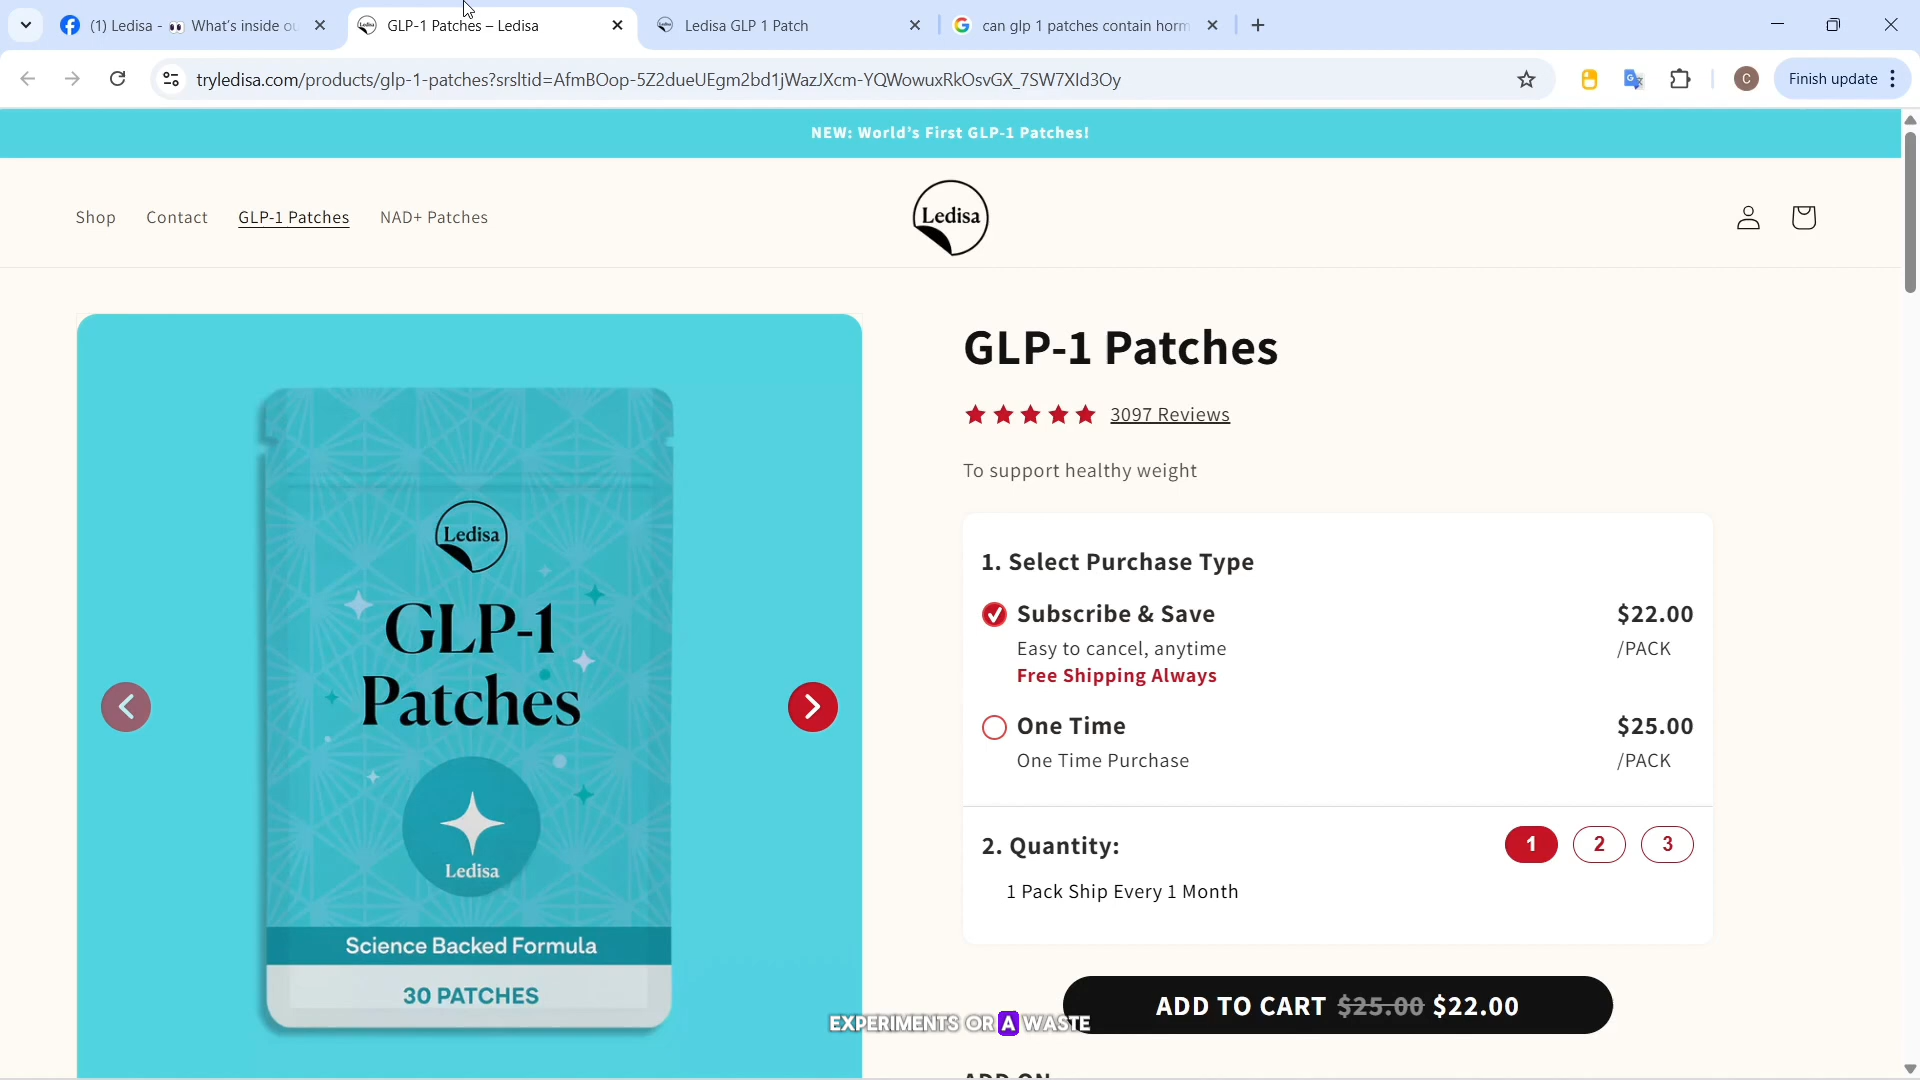 (1) Ledisa - 👀 What's inside ou
GLP-1 Patches – Ledisa
Ledisa GLP 1 Patch
can glp 1 patches contain horm
tryledisa.com/products/glp-1-patches?srsltid=AfmBOop-5Z2dueUEgm2bd1jWazJXcm-YQWowuxRkOsvGX_7SW7XId3Oy
C
Finish update
NEW: World's First GLP-1 Patches!
Shop
Contact
GLP-1 Patches
NAD+ Patches
Ledisa
GLP-1 Patches
3097 Reviews
To support healthy weight
1. Select Purchase Type
Subscribe & Save
$22.00
Easy to cancel, anytime
/PACK
Free Shipping Always
One Time
$25.00
One Time Purchase
/PACK
2. Quantity:
1
2
3
1 Pack Ship Every 1 Month
ADD TO CART $25.00 $22.00
Ledisa
GLP-1
Patches
Ledisa
Science Backed Formula
30 PATCHES
EXPERIMENTS OR A WASTE